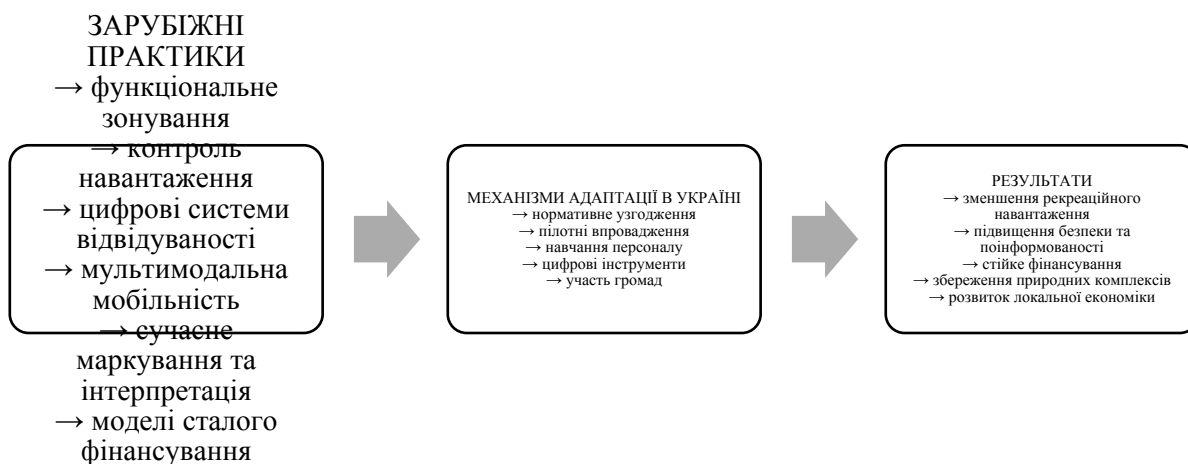 ЗАРУБІЖНІ
ПРАКТИКИ
→ функціональне
зонування
→ контроль
навантаження
→ цифрові системи
відвідуваності
→ мультимодальна
мобільність
→ сучасне
маркування та
інтерпретація
→ моделі сталого
фінансування
МЕХАНІЗМИ АДАПТАЦІЇ В УКРАЇНІ
→ нормативне узгодження
→ пілотні впровадження
→ навчання персоналу
→ цифрові інструменти
→ участь громад
РЕЗУЛЬТАТИ
→ зменшення рекреаційного
навантаження
→ підвищення безпеки та
поінформованості
→ стійке фінансування
→ збереження природних комплексів
→ розвиток локальної економіки